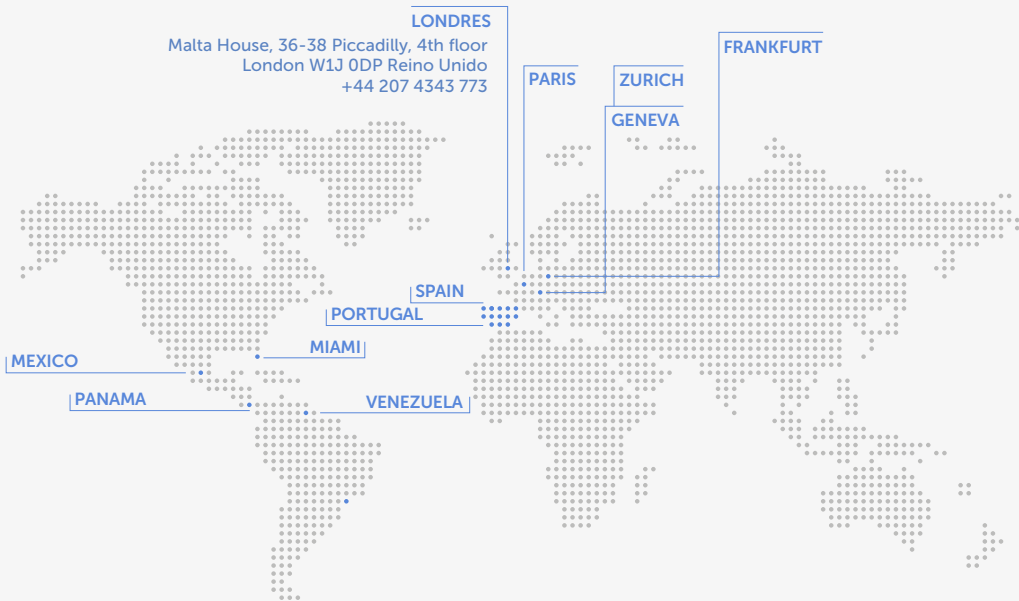 LONDRES
Malta House, 36-38 Piccadilly, 4th floor
London W1J 0DP Reino Unido
+44 207 4343 773
FRANKFURT
PARIS
ZURICH
GENEVA
SPAIN
PORTUGAL
MIAMI
MEXICO
PANAMA
VENEZUELA